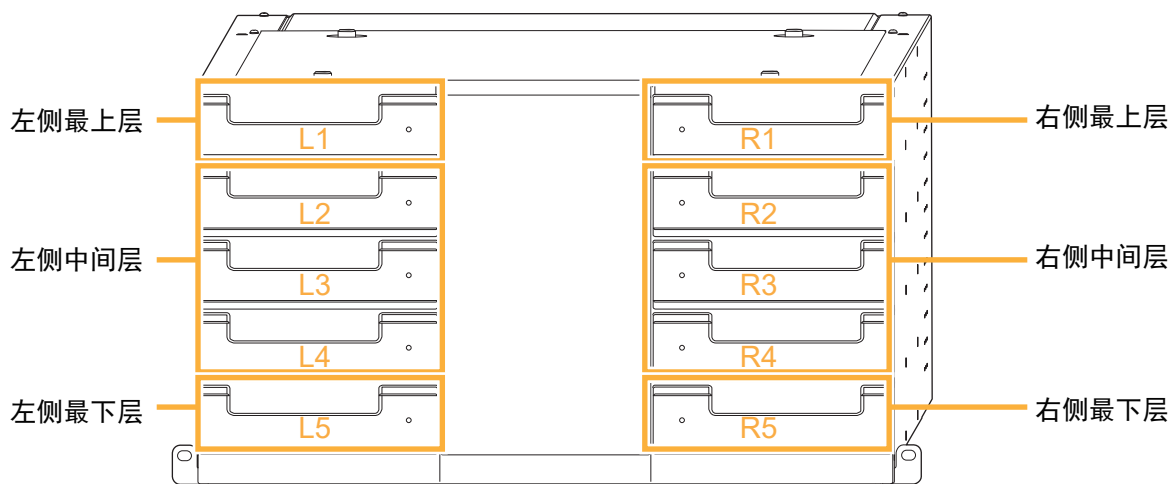 左侧最上层
L1
R1
右侧最上层
L2
R2
左侧中间层
L3
R3
右侧中间层
L4
R4
左侧最下层
L5
R5
右侧最下层